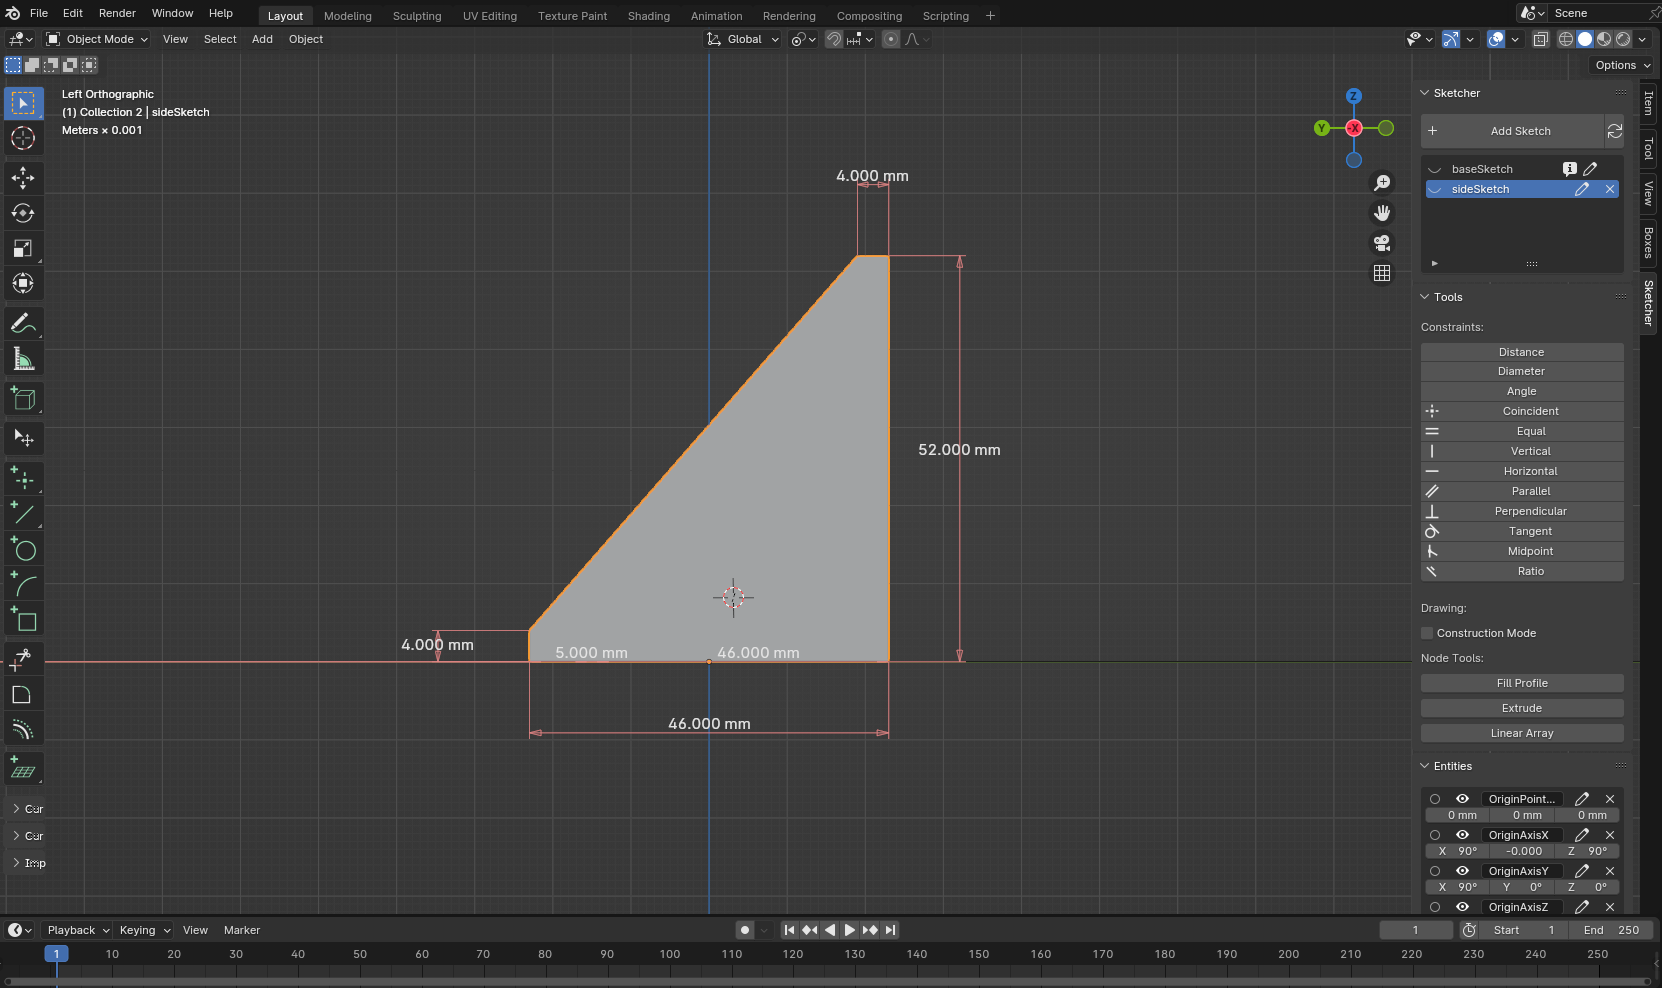 File Edit Render Window Help Layout Modeling Sculpting UV Editing Texture Paint Shading Animation Rendering Compositing Scripting + Scene
Object Mode View Select Add Object Global
Options
Left Orthographic
(1) Collection 2 | sideSketch
Meters × 0.001
Z
Y
-X
4.000 mm
52.000 mm
4.000 mm
5.000 mm
46.000 mm
46.000 mm
Cur
Cur
Imp
Sketcher
Add Sketch
baseSketch
sideSketch
Tools
Constraints:
Distance
Diameter
Angle
Coincident
Equal
Vertical
Horizontal
Parallel
Perpendicular
Tangent
Midpoint
Ratio
Drawing:
Construction Mode
Node Tools:
Fill Profile
Extrude
Linear Array
Entities
OriginPoint...
0 mm 0 mm 0 mm
OriginAxisX
X 90° -0.000 Z 90°
OriginAxisY
X 90° Y 0° Z 0°
OriginAxisZ
Item
Tool
View
Boxes
Sketcher
Playback Keying View Marker 1 Start 1 End 250
1 10 20 30 40 50 60 70 80 90 100 110 120 130 140 150 160 170 180 190 200 210 220 230 240 250